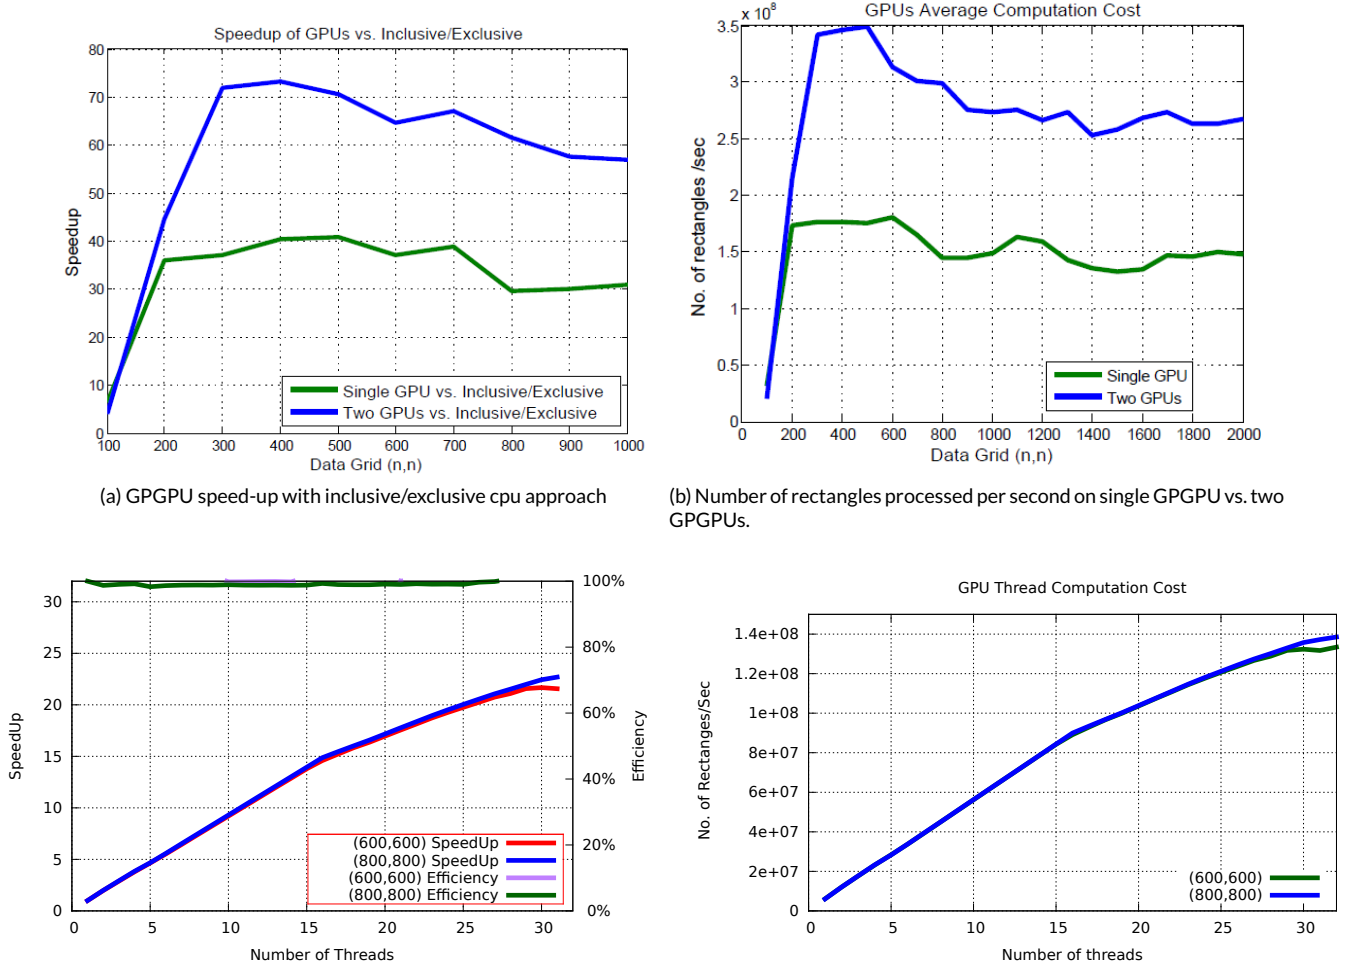 Speedup of GPUs vs. Inclusive/Exclusive
80
70
60
50
40
30
20
10
0
Speedup
100 200 300 400 500 600 700 800 900 1000
Data Grid (n,n)
Single GPU vs. Inclusive/Exclusive
Two GPUs vs. Inclusive/Exclusive
(a) GPGPU speed-up with inclusive/exclusive cpu approach
GPUs Average Computation Cost
x 10⁸
3.5
3
2.5
2
1.5
1
0.5
0
No. of rectangles /sec
0 200 400 600 800 1000 1200 1400 1600 1800 2000
Data Grid (n,n)
Single GPU
Two GPUs
(b) Number of rectangles processed per second on single GPGPU vs. two
GPGPUs.
30
25
20
15
10
5
0
SpeedUp
0 5 10 15 20 25 30
Number of Threads
100%
80%
60%
40%
20%
0%
Efficiency
(600,600) SpeedUp
(800,800) SpeedUp
(600,600) Efficiency
(800,800) Efficiency
GPU Thread Computation Cost
1.4e+08
1.2e+08
1e+08
8e+07
6e+07
4e+07
2e+07
0
No. of Rectanges/Sec
0 5 10 15 20 25 30
Number of threads
(600,600)
(800,800)